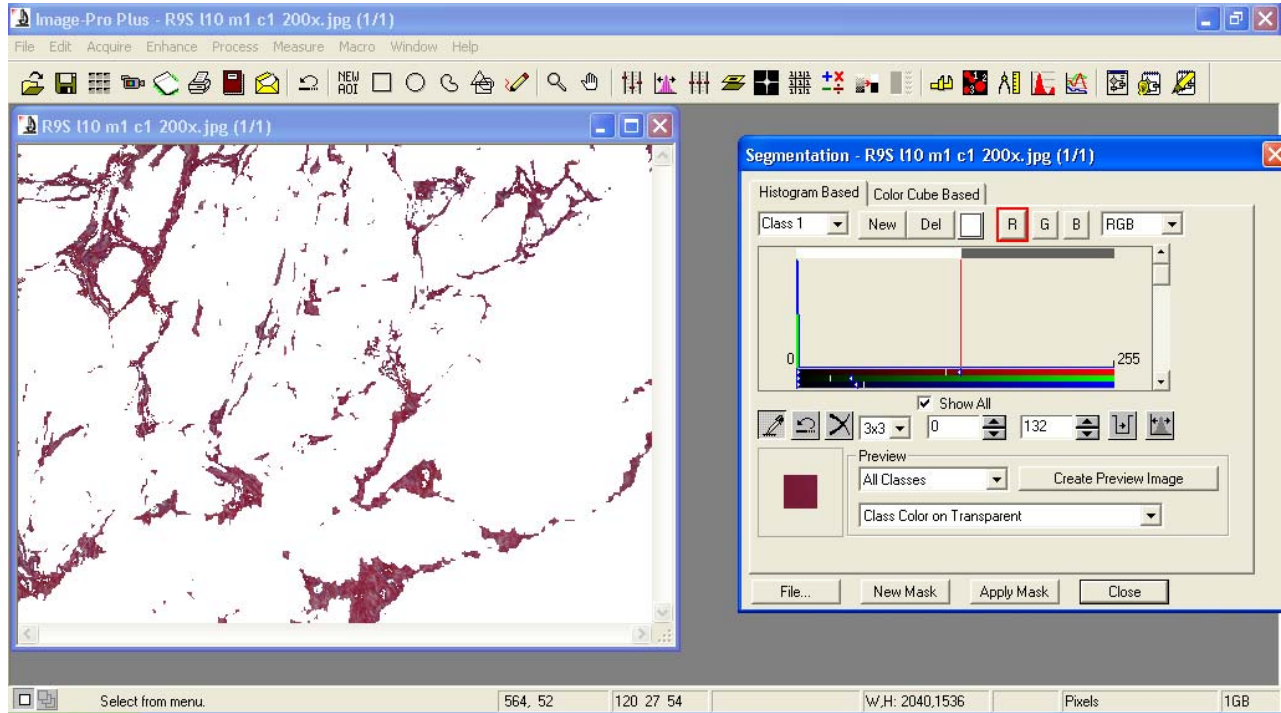 Image-Pro Plus - R9S l10 m1 c1 200x.jpg (1/1)
File Edit Acquire Enhance Process Measure Macro Window Help
NEW AOI
R9S l10 m1 c1 200x.jpg (1/1)
Segmentation - R9S l10 m1 c1 200x.jpg (1/1)
Histogram Based Color Cube Based
Class 1 New Del R G B RGB
0 255
Show All
3x3 0 132
Preview
All Classes Create Preview Image
Class Color on Transparent
File... New Mask Apply Mask Close
Select from menu. 564, 52 120 27 54 W,H: 2040,1536 Pixels 1GB